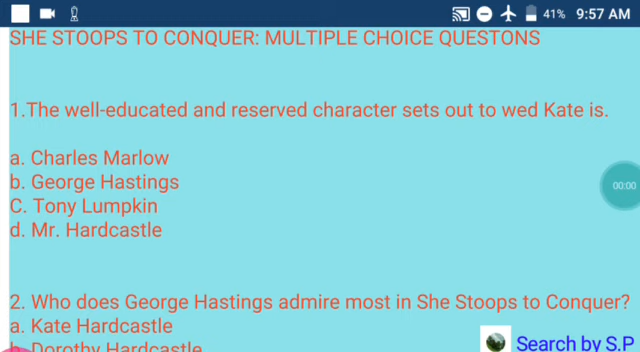 41% 9:57 AM
SHE STOOPS TO CONQUER: MULTIPLE CHOICE QUESTONS
1.The well-educated and reserved character sets out to wed Kate is.
a. Charles Marlow
b. George Hastings
00:00
C. Tony Lumpkin
d. Mr. Hardcastle
2. Who does George Hastings admire most in She Stoops to Conquer?
a. Kate Hardcastle
b. Dorothy Hardcastle
Search by S.P